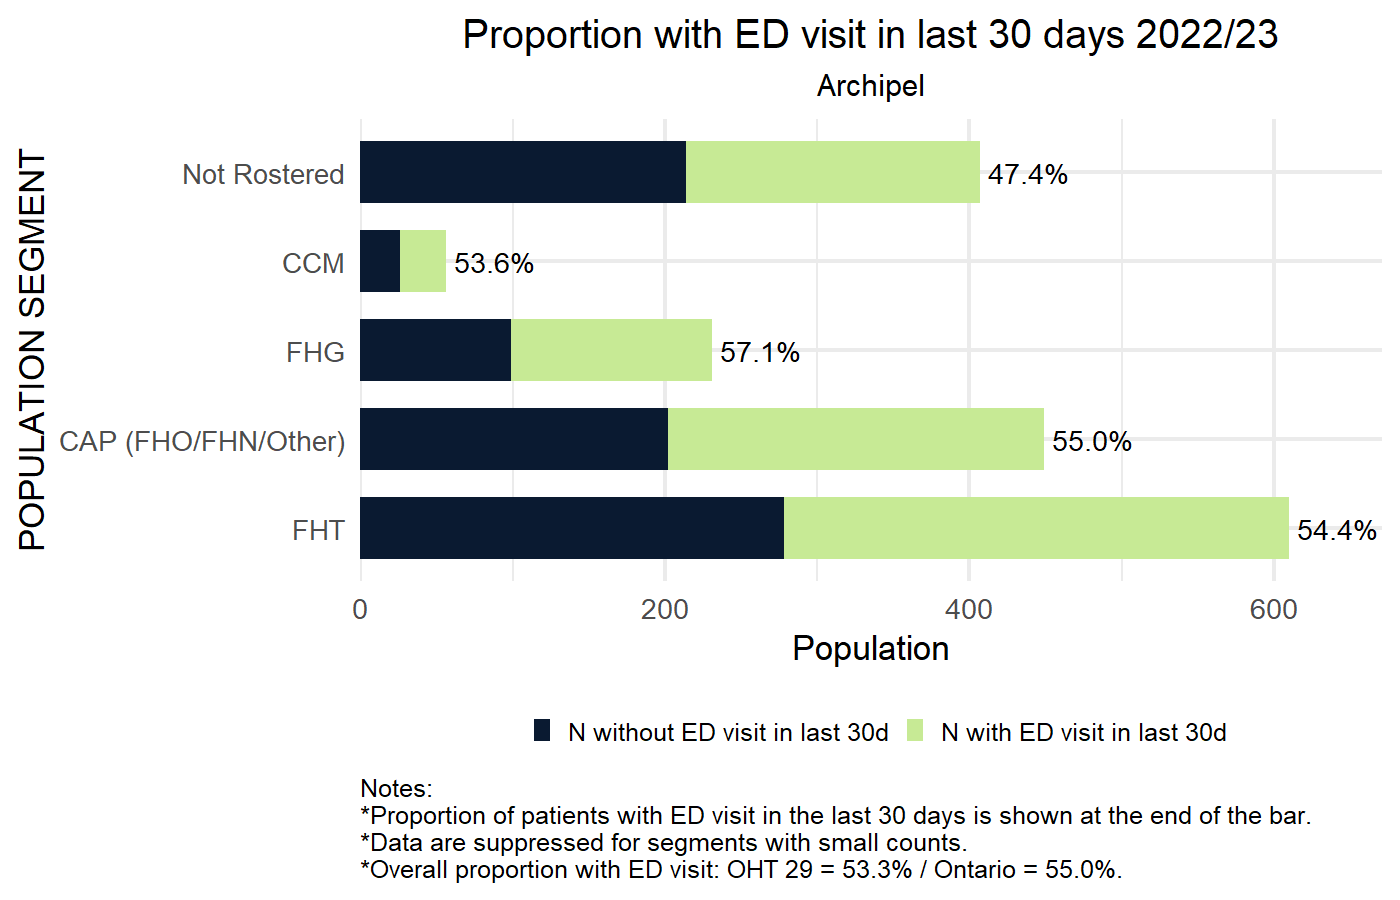 Proportion with ED visit in last 30 days 2022/23
Archipel
POPULATION SEGMENT
Not Rostered
47.4%
CCM
53.6%
FHG
57.1%
CAP (FHO/FHN/Other)
55.0%
FHT
54.4%
0
200
400
600
Population
N without ED visit in last 30d
N with ED visit in last 30d
Notes:
*Proportion of patients with ED visit in the last 30 days is shown at the end of the bar.
*Data are suppressed for segments with small counts.
*Overall proportion with ED visit: OHT 29 = 53.3% / Ontario = 55.0%.